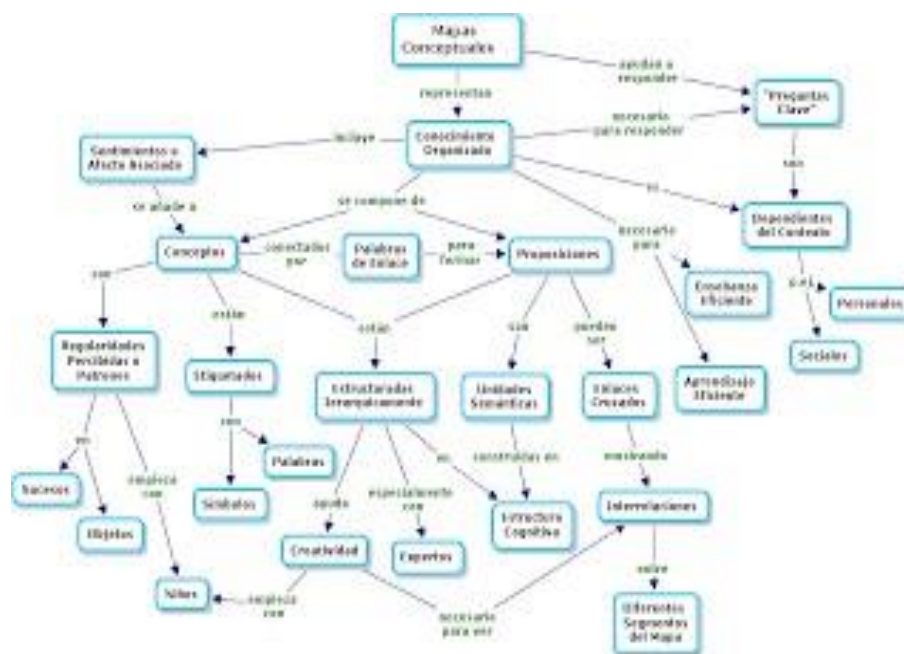 Mapas
Conceptuales
ayudan a
responder
representan
"Preguntas
Clave"
necesario
para responder
Conocimiento
Organizado
incluye
Sentimientos o
Afecto Asociado
son
se añade a
se compone de
Dependientes
del Contexto
necesario
para
Conceptos
conectados
por
Palabras
de Enlace
para
formar
Proposiciones
Enseñanza
Eficiente
p.ej.
Personales
son
están
están
son
pueden
ser
Sociales
Regularidades
Percibidas o
Patrones
Etiquetados
Estructuradas
Jerárquicamente
Unidades
Semánticas
Enlaces
Cruzados
Aprendizaje
Eficiente
en
con
Palabras
en
construidas en
mostrando
Sucesos
empieza
con
Símbolos
ayuda
especialmente
con
Objetos
Estructura
Cognitiva
Interrelaciones
Creatividad
Expertos
Niños
empieza
con
necesaria
para ver
entre
Diferentes
Segmentos
del Mapa